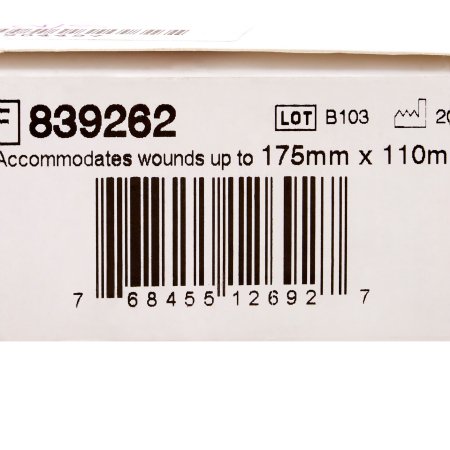 F 839262 LOT B103 20
Accommodates wounds up to 175mm x 110m
7 68455 12692 7